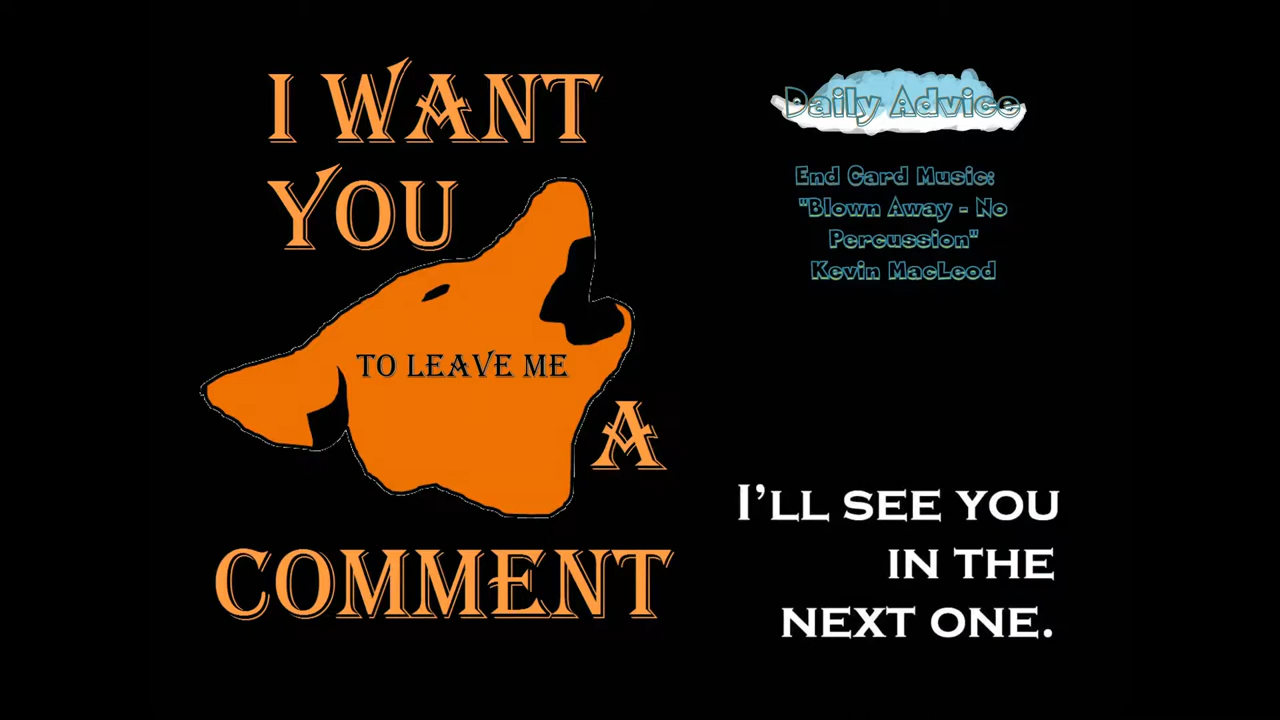 I WANT
YOU
TO LEAVE ME
A
COMMENT
Daily Advice
End Card Music:
"Blown Away - No
Percussion"
Kevin MacLeod
I'LL SEE YOU
IN THE
NEXT ONE.